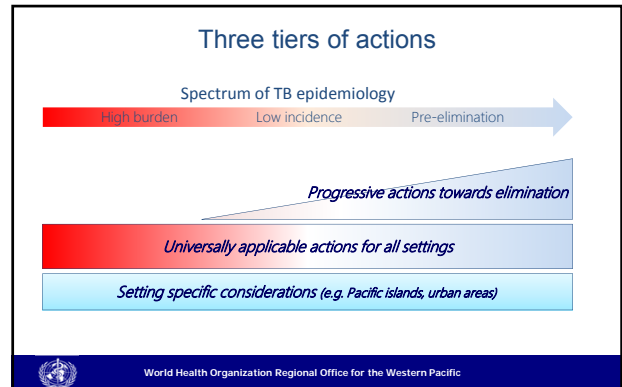 Three tiers of actions
Spectrum of TB epidemiology
High burden Low incidence Pre-elimination
Progressive actions towards elimination
Universally applicable actions for all settings
Setting specific considerations (e.g. Pacific islands, urban areas)
World Health Organization Regional Office for the Western Pacific